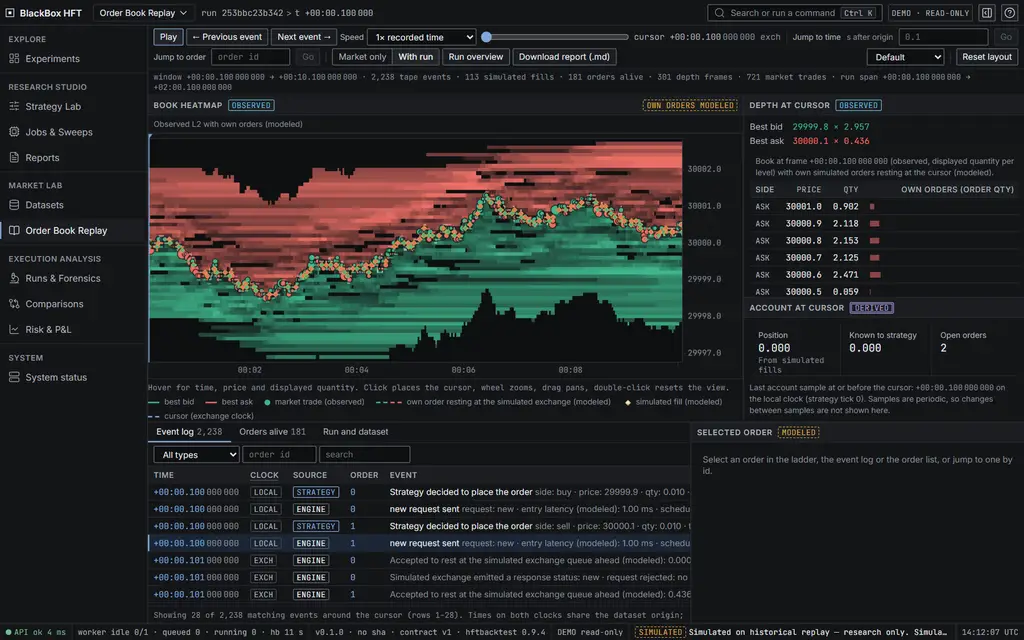 BlackBox HFT
Order Book Replay
run 253bbc23b342 > t +00:00.100 000 000
Search or run a command Ctrl K
DEMO · READ-ONLY
EXPLORE
Experiments
RESEARCH STUDIO
Strategy Lab
Jobs & Sweeps
Reports
MARKET LAB
Datasets
Order Book Replay
EXECUTION ANALYSIS
Runs & Forensics
Comparisons
Risk & P&L
SYSTEM
System status
Play ← Previous event Next event → Speed 1× recorded time cursor +00:00.100 000 000 exch Jump to time s after origin 0.1 Go
Jump to order order id Go Market only With run Run overview Download report (.md) Default Reset layout
window +00:00.100 000 000 → +00:10.100 000 000 · 2,238 tape events · 113 simulated fills · 181 orders alive · 301 depth frames · 721 market trades · run span +00:00.100 000 000 →
+02:00.100 000 000
BOOK HEATMAP OBSERVED OWN ORDERS MODELED
Observed L2 with own orders (modeled)
30002.0
30001.0
30000.0
29999.0
29998.0
29997.0
00:02 00:04 00:06 00:08
Hover for time, price and displayed quantity. Click places the cursor, wheel zooms, drag pans, double-click resets the view.
best bid best ask market trade (observed) own order resting at the simulated exchange (modeled) simulated fill (modeled)
cursor (exchange clock)
DEPTH AT CURSOR OBSERVED
Best bid 29999.8 × 2.957
Best ask 30000.1 × 0.436
Book at frame +00:00.100 000 000 (observed, displayed quantity per
level) with own simulated orders resting at the cursor (modeled).
SIDE PRICE QTY OWN ORDERS (ORDER QTY)
ASK 30001.0 0.902
ASK 30000.9 2.118
ASK 30000.8 2.153
ASK 30000.7 2.125
ASK 30000.6 2.471
ASK 30000.5 0.059
ACCOUNT AT CURSOR DERIVED
Position
0.000
From simulated
fills
Known to strategy
0.000
Open orders
2
Last account sample at or before the cursor: +00:00.100 000 000 on
the local clock (strategy tick 0). Samples are periodic, so changes
between samples are not shown here.
Event log 2,238 Orders alive 181 Run and dataset
All types order id search
TIME CLOCK SOURCE ORDER EVENT
+00:00.100 000 000 LOCAL STRATEGY 0 Strategy decided to place the order side: buy · price: 29999.9 · qty: 0.010 ·
+00:00.100 000 000 LOCAL ENGINE 0 new request sent request: new · entry latency (modeled): 1.00 ms · schedu
+00:00.100 000 000 LOCAL STRATEGY 1 Strategy decided to place the order side: sell · price: 30000.1 · qty: 0.010 · t
+00:00.100 000 000 LOCAL ENGINE 1 new request sent request: new · entry latency (modeled): 1.00 ms · schedu
+00:00.101 000 000 EXCH ENGINE 0 Accepted to rest at the simulated exchange queue ahead (modeled): 0.000
+00:00.101 000 000 EXCH ENGINE 0 Simulated exchange emitted a response status: new · request rejected: no
+00:00.101 000 000 EXCH ENGINE 1 Accepted to rest at the simulated exchange queue ahead (modeled): 0.436
Showing 28 of 2,238 matching events around the cursor (rows 1–28). Times on both clocks share the dataset origin;
SELECTED ORDER MODELED
Select an order in the ladder, the event log or the order list, or jump to one by
id.
API ok 4 ms worker idle 0/1 · queued 0 · running 0 · hb 11 s v0.1.0 · no sha · contract v1 · hftbacktest 0.9.4 DEMO read-only SIMULATED Simulated on historical replay — research only. Simula… 14:12:07 UTC